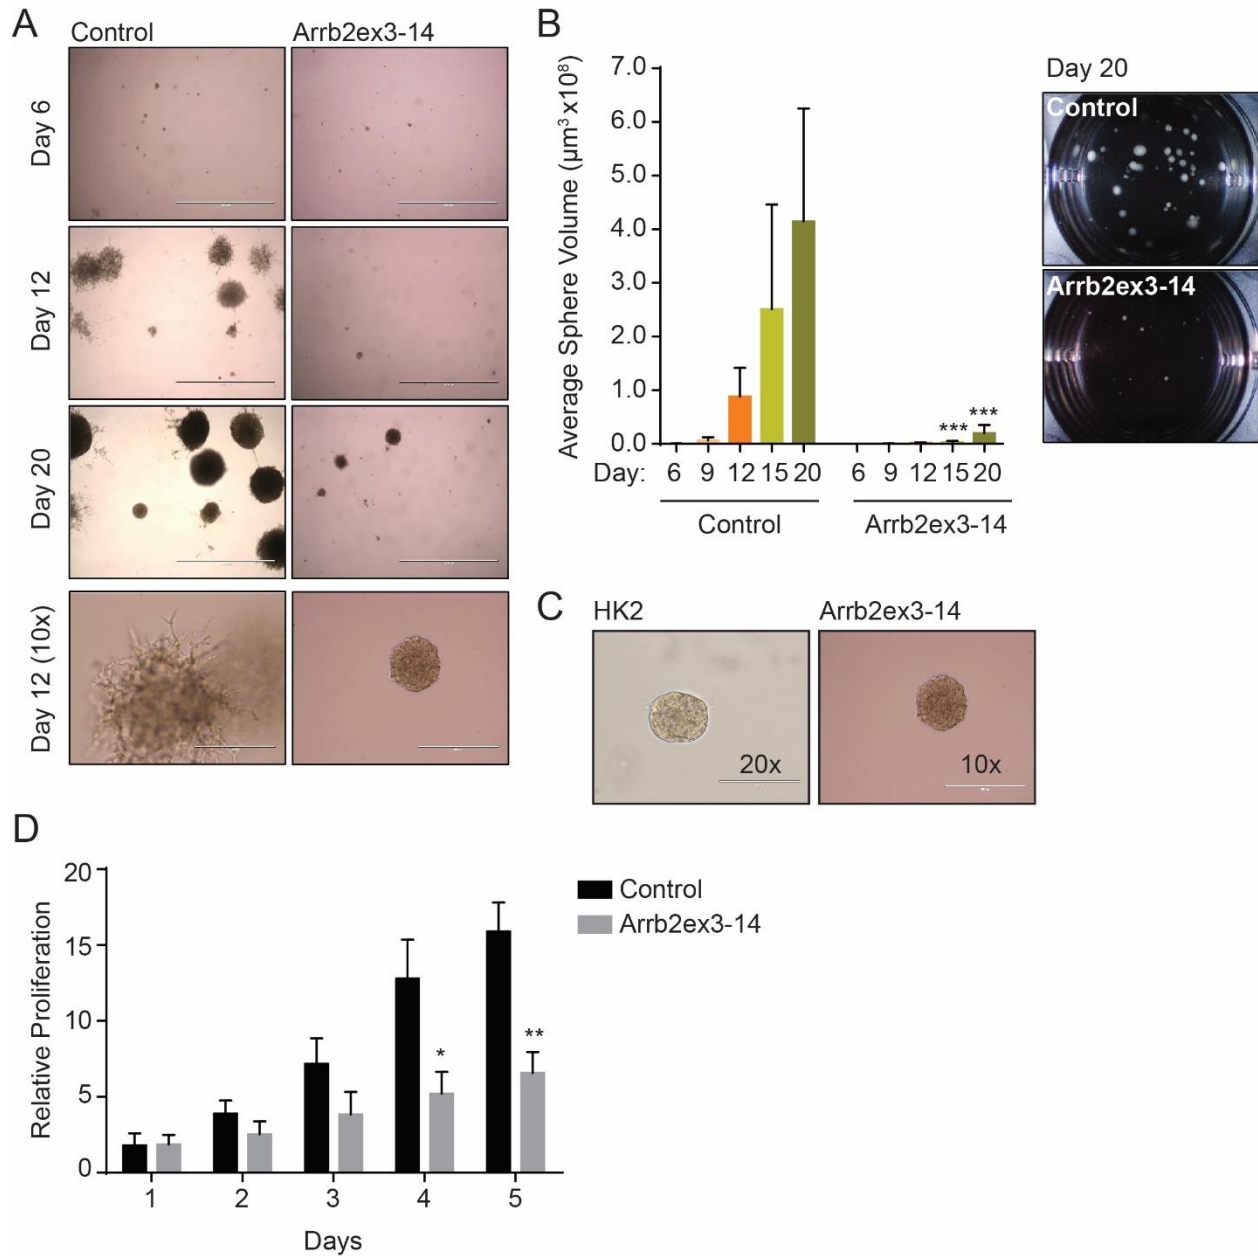 A
Control
Arrb2ex3-14
Day 6
Day 12
Day 20
Day 12 (10x)
B
Average Sphere Volume (µm³ x10⁸)
7.0
6.0
5.0
4.0
3.0
2.0
1.0
0.0
***
***
Day: 6 9 12 15 20 6 9 12 15 20
Control
Arrb2ex3-14
Day 20
Control
Arrb2ex3-14
C
HK2
Arrb2ex3-14
20x
10x
D
Relative Proliferation
20
15
10
5
0
*
**
1 2 3 4 5
Days
Control
Arrb2ex3-14